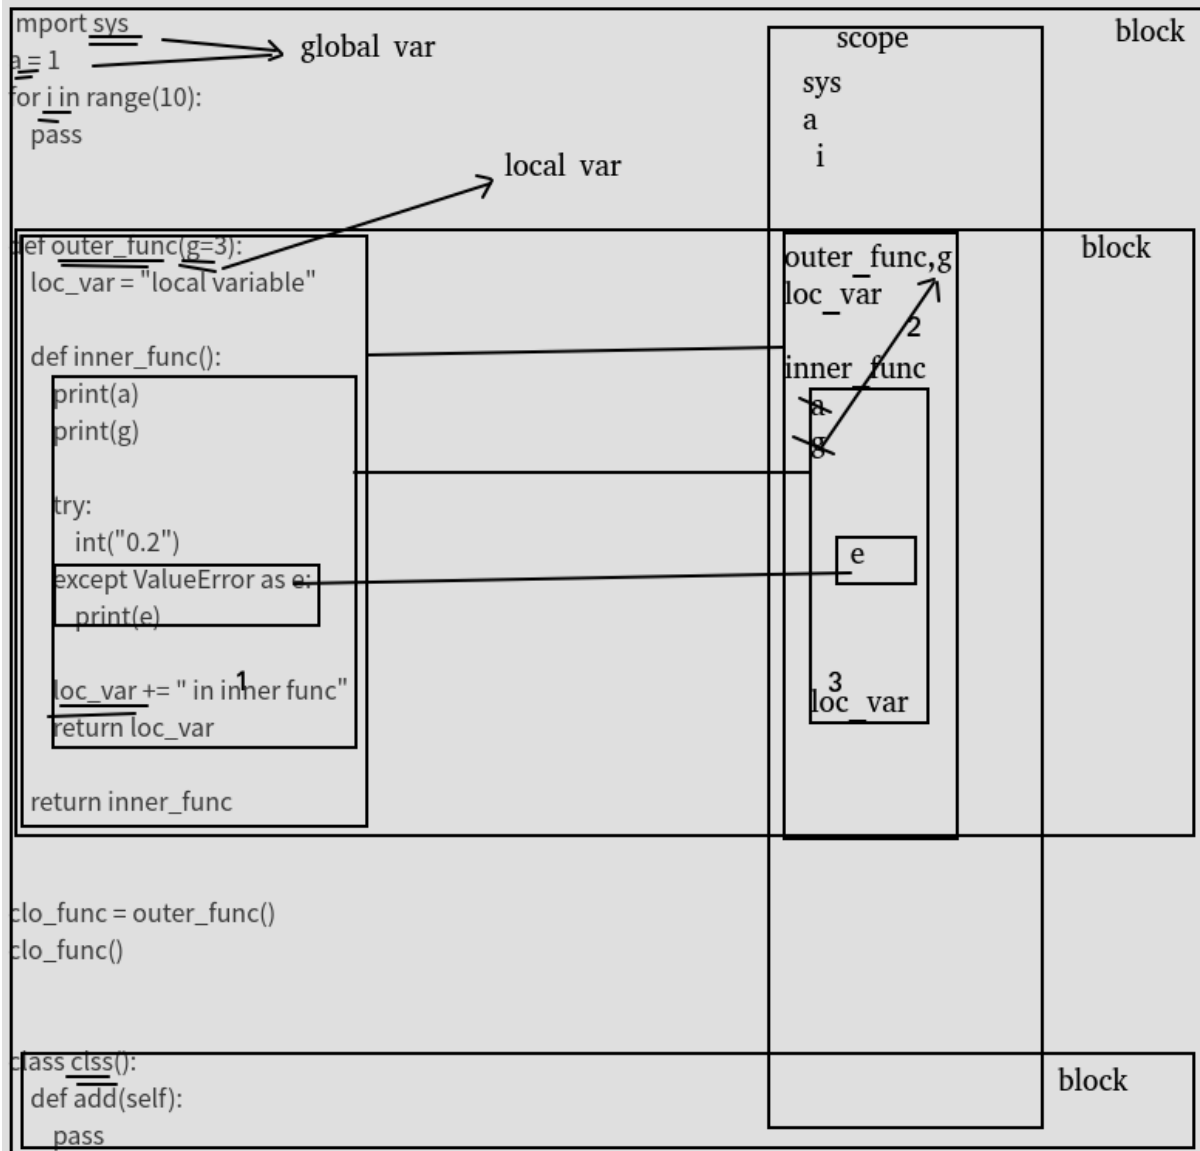 mport sys
block
scope
global var
a = 1
sys
for i in range(10):
a
pass
i
local var
def outer_func(g=3):
outer_func,g
block
loc_var = "local variable"
loc_var
2
def inner_func():
inner_func
print(a)
a
print(g)
g
try:
int("0.2")
e
except ValueError as e:
print(e)
1
3
loc_var += " in inner func"
loc_var
return loc_var
return inner_func
clo_func = outer_func()
clo_func()
class clss():
block
def add(self):
pass